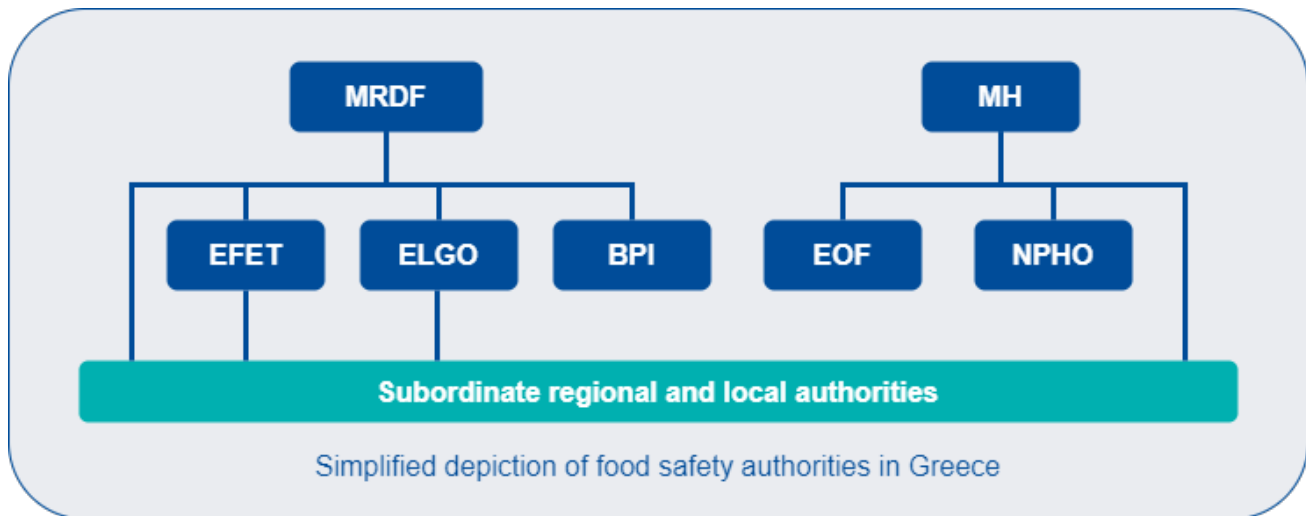 MRDF
MH
EFET
ELGO
BPI
EOF
NPHO
Subordinate regional and local authorities
Simplified depiction of food safety authorities in Greece